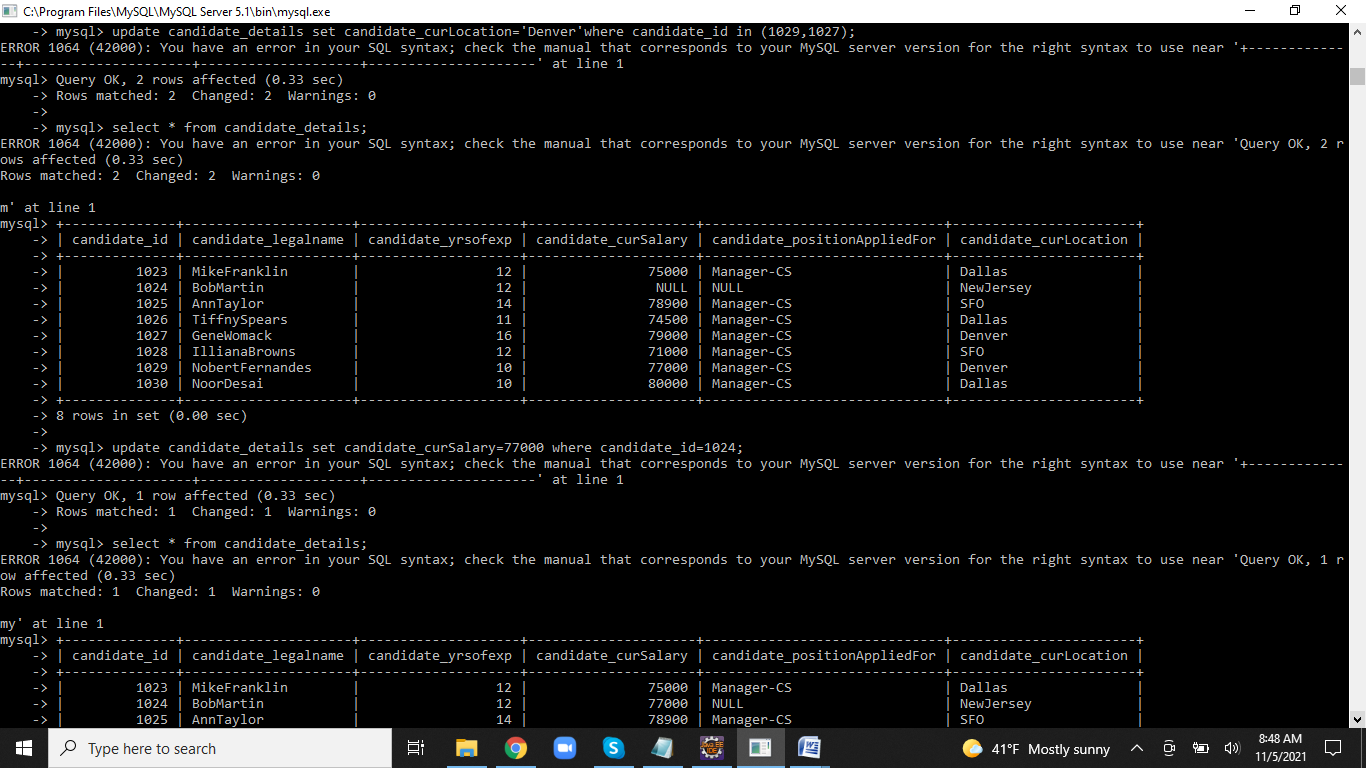 C:\Program Files\MySQL\MySQL Server 5.1\bin\mysql.exe
    -> mysql> update candidate_details set candidate_curLocation='Denver'where candidate_id in (1029,1027);
ERROR 1064 (42000): You have an error in your SQL syntax; check the manual that corresponds to your MySQL server version for the right syntax to use near '+------------
--+---------------------+---------------------+---------------------' at line 1
mysql> Query OK, 2 rows affected (0.33 sec)
    -> Rows matched: 2  Changed: 2  Warnings: 0
    ->
    -> mysql> select * from candidate_details;
ERROR 1064 (42000): You have an error in your SQL syntax; check the manual that corresponds to your MySQL server version for the right syntax to use near 'Query OK, 2 r
ows affected (0.33 sec)
Rows matched: 2  Changed: 2  Warnings: 0
m' at line 1
mysql> +--------------+---------------------+--------------------+---------------------+------------------------------+----------------------+
    -> | candidate_id | candidate_legalname | candidate_yrsofexp | candidate_curSalary | candidate_positionAppliedFor | candidate_curLocation |
    -> +--------------+---------------------+--------------------+---------------------+------------------------------+----------------------+
    -> |         1023 | MikeFranklin        |                 12 |               75000 | Manager-CS                   | Dallas                |
    -> |         1024 | BobMartin           |                 12 |                NULL | NULL                         | NewJersey             |
    -> |         1025 | AnnTaylor           |                 14 |               78900 | Manager-CS                   | SFO                   |
    -> |         1026 | TiffnySpears        |                 11 |               74500 | Manager-CS                   | Dallas                |
    -> |         1027 | GeneWomack          |                 16 |               79000 | Manager-CS                   | Denver                |
    -> |         1028 | IllianaBrowns       |                 12 |               71000 | Manager-CS                   | SFO                   |
    -> |         1029 | NobertFernandes     |                 10 |               77000 | Manager-CS                   | Denver                |
    -> |         1030 | NoorDesai           |                 10 |               80000 | Manager-CS                   | Dallas                |
    -> +--------------+---------------------+--------------------+---------------------+------------------------------+----------------------+
    -> 8 rows in set (0.00 sec)
    ->
    -> mysql> update candidate_details set candidate_curSalary=77000 where candidate_id=1024;
ERROR 1064 (42000): You have an error in your SQL syntax; check the manual that corresponds to your MySQL server version for the right syntax to use near '+------------
--+---------------------+--------------------+---------------------' at line 1
mysql> Query OK, 1 row affected (0.33 sec)
    -> Rows matched: 1  Changed: 1  Warnings: 0
    ->
    -> mysql> select * from candidate_details;
ERROR 1064 (42000): You have an error in your SQL syntax; check the manual that corresponds to your MySQL server version for the right syntax to use near 'Query OK, 1 r
ow affected (0.33 sec)
Rows matched: 1  Changed: 1  Warnings: 0
my' at line 1
mysql> +--------------+---------------------+--------------------+---------------------+------------------------------+----------------------+
    -> | candidate_id | candidate_legalname | candidate_yrsofexp | candidate_curSalary | candidate_positionAppliedFor | candidate_curLocation |
    -> +--------------+---------------------+--------------------+---------------------+------------------------------+----------------------+
    -> |         1023 | MikeFranklin        |                 12 |               75000 | Manager-CS                   | Dallas                |
    -> |         1024 | BobMartin           |                 12 |               77000 | NULL                         | NewJersey             |
    -> |         1025 | AnnTaylor           |                 14 |               78900 | Manager-CS                   | SFO                   |
Type here to search
41°F Mostly sunny
8:48 AM
11/5/2021